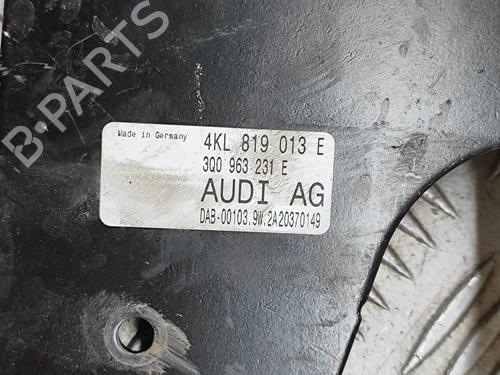 B-PARTS
Made in Germany
4KL 819 013 E
3Q0 963 231 E
AUDI AG
DAB-00103.9W.2A20370149